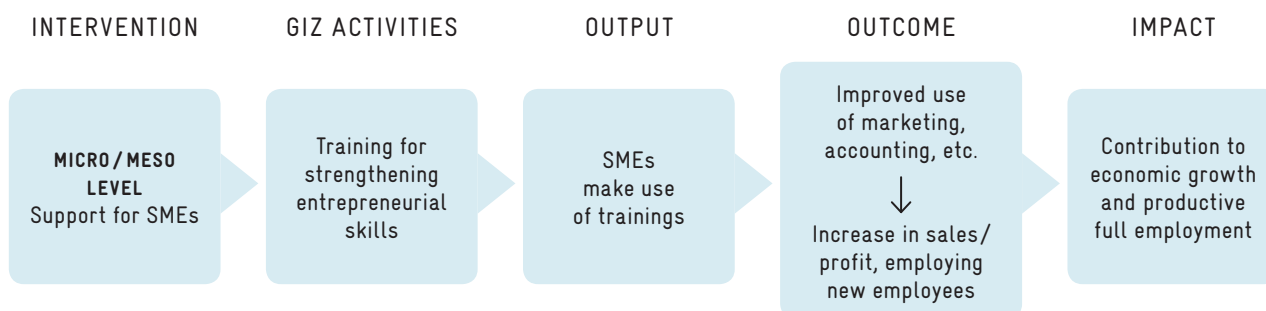 INTERVENTION
GIZ ACTIVITIES
OUTPUT
OUTCOME
IMPACT
MICRO / MESO
LEVEL
Support for SMEs
Training for
strengthening
entrepreneurial
skills
SMEs
make use
of trainings
Improved use
of marketing,
accounting, etc.
Increase in sales/
profit, employing
new employees
Contribution to
economic growth
and productive
full employment